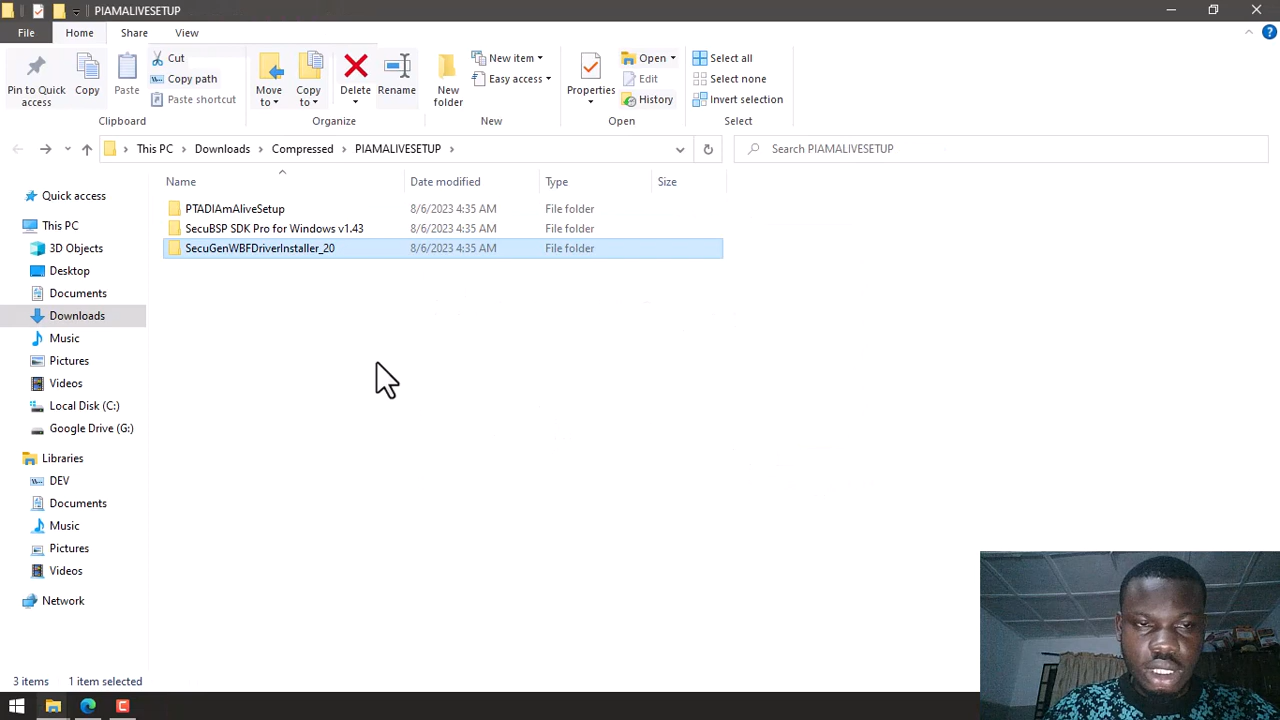 PIAMALIVESETUP
File Home Share View
Pin to Quick access
Copy
Paste
Cut
Copy path
Paste shortcut
Clipboard
Move to
Copy to
Delete
Rename
Organize
New folder
New item
Easy access
New
Properties
Open
Edit
History
Open
Select all
Select none
Invert selection
Select
This PC Downloads Compressed PIAMALIVESETUP
Search PIAMALIVESETUP
Quick access
This PC
3D Objects
Desktop
Documents
Downloads
Music
Pictures
Videos
Local Disk (C:)
Google Drive (G:)
Libraries
DEV
Documents
Music
Pictures
Videos
Network
Name Date modified Type Size
PTADIAmAliveSetup 8/6/2023 4:35 AM File folder
SecuBSP SDK Pro for Windows v1.43 8/6/2023 4:35 AM File folder
SecuGenWBFDriverInstaller_20 8/6/2023 4:35 AM File folder
3 items 1 item selected